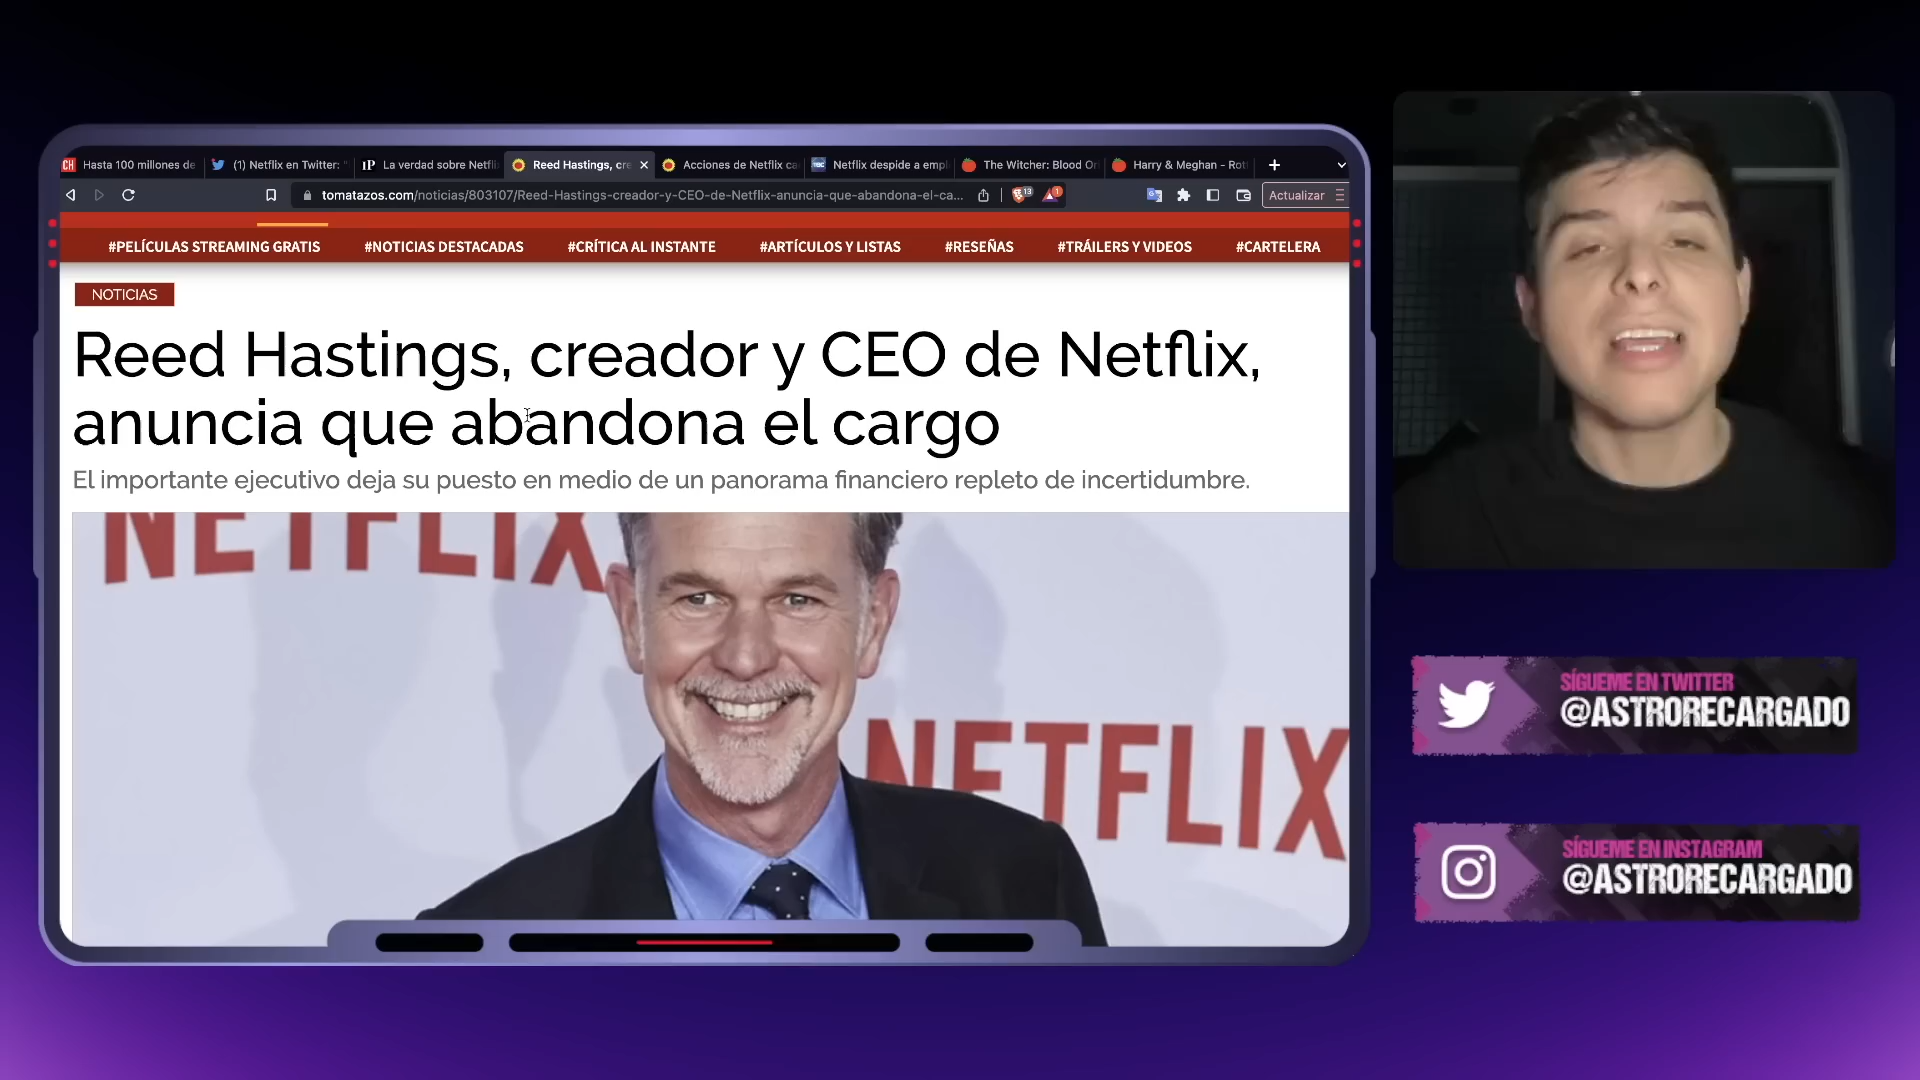 CH Hasta 100 millones de
(1) Netflix en Twitter: "
IP La verdad sobre Netfli
Reed Hastings, cre
Acciones de Netflix ca
Netflix despide a empl
The Witcher: Blood Or
Harry & Meghan - Rot
tomatazos.com/noticias/803107/Reed-Hastings-creador-y-CEO-de-Netflix-anuncia-que-abandona-el-ca...
13
1
Actualizar
#PELÍCULAS STREAMING GRATIS
#NOTICIAS DESTACADAS
#CRÍTICA AL INSTANTE
#ARTÍCULOS Y LISTAS
#RESEÑAS
#TRÁILERS Y VIDEOS
#CARTELERA
NOTICIAS
Reed Hastings, creador y CEO de Netflix,
anuncia que abandona el cargo
El importante ejecutivo deja su puesto en medio de un panorama financiero repleto de incertidumbre.
NETFLIX
NETFLIX
SÍGUEME EN TWITTER
@ASTRORECARGADO
SÍGUEME EN INSTAGRAM
@ASTRORECARGADO